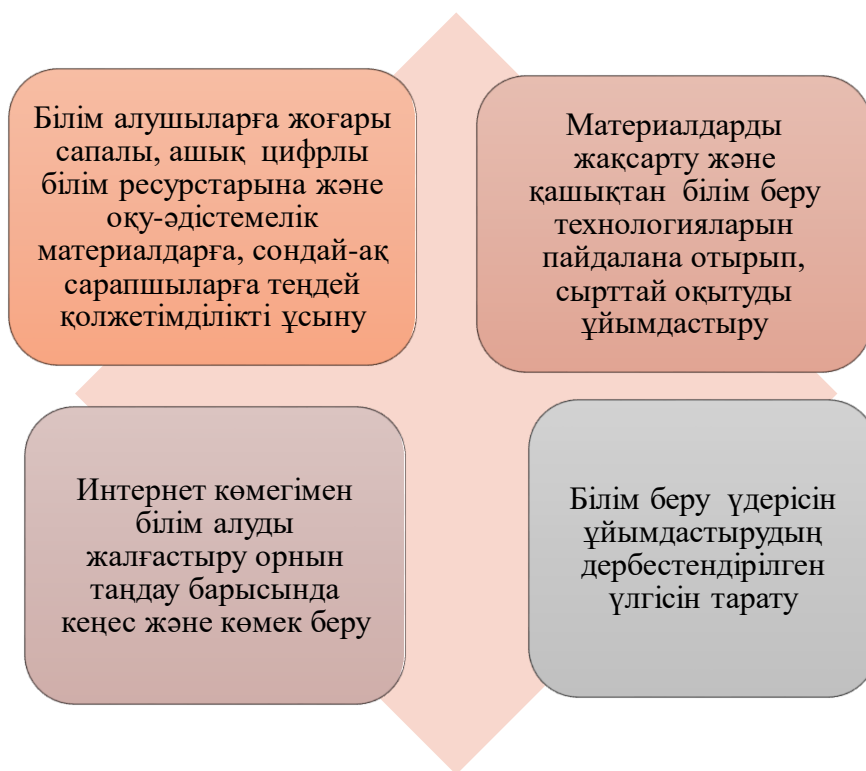 Білім алушыларға жоғары
сапалы, ашық  цифрлы
білім ресурстарына және
оқу-әдістемелік
материалдарға, сондай-ақ
сарапшыларға теңдей
қолжетімділікті ұсыну
Материалдарды
жақсарту және
қашықтан  білім беру
технологияларын
пайдалана отырып,
сырттай оқытуды
ұйымдастыру
Интернет көмегімен
білім алуды
жалғастыру орнын
таңдау барысында
кеңес және көмек беру
Білім беру  үдерісін
ұйымдастырудың
дербестендірілген
үлгісін тарату